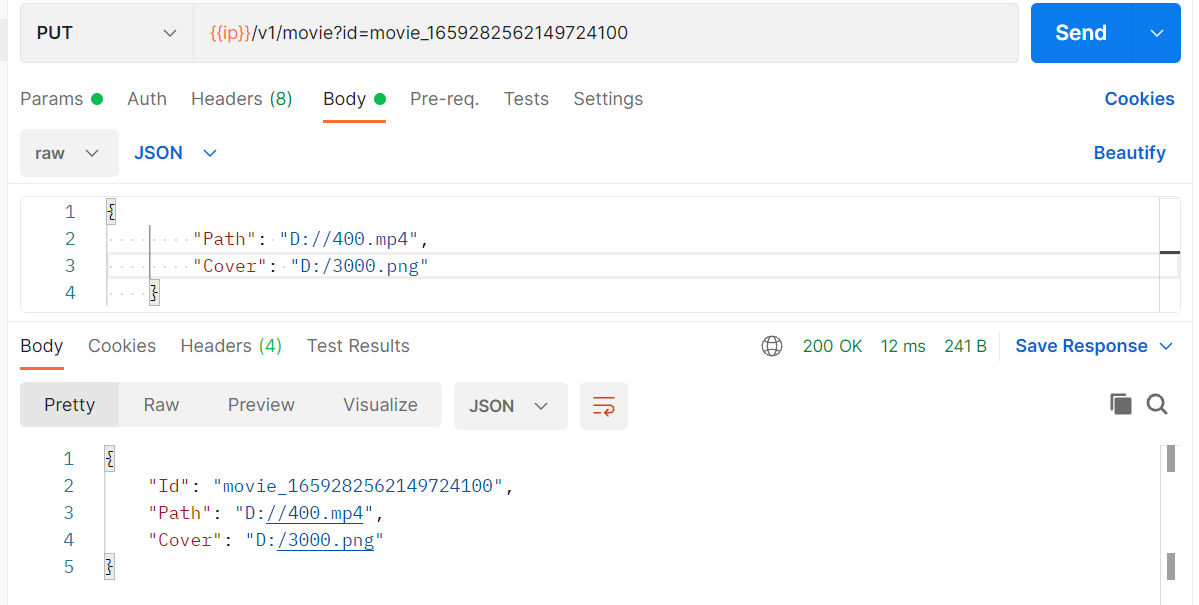 PUT {{ip}}/v1/movie?id=movie_1659282562149724100 Send
Params Auth Headers (8) Body Pre-req. Tests Settings Cookies
raw JSON Beautify
1 {
2 "Path": "D://400.mp4",
3 "Cover": "D:/3000.png"
4 }
Body Cookies Headers (4) Test Results 200 OK 12 ms 241 B Save Response
Pretty Raw Preview Visualize JSON
1 {
2 "Id": "movie_1659282562149724100",
3 "Path": "D://400.mp4",
4 "Cover": "D:/3000.png"
5 }